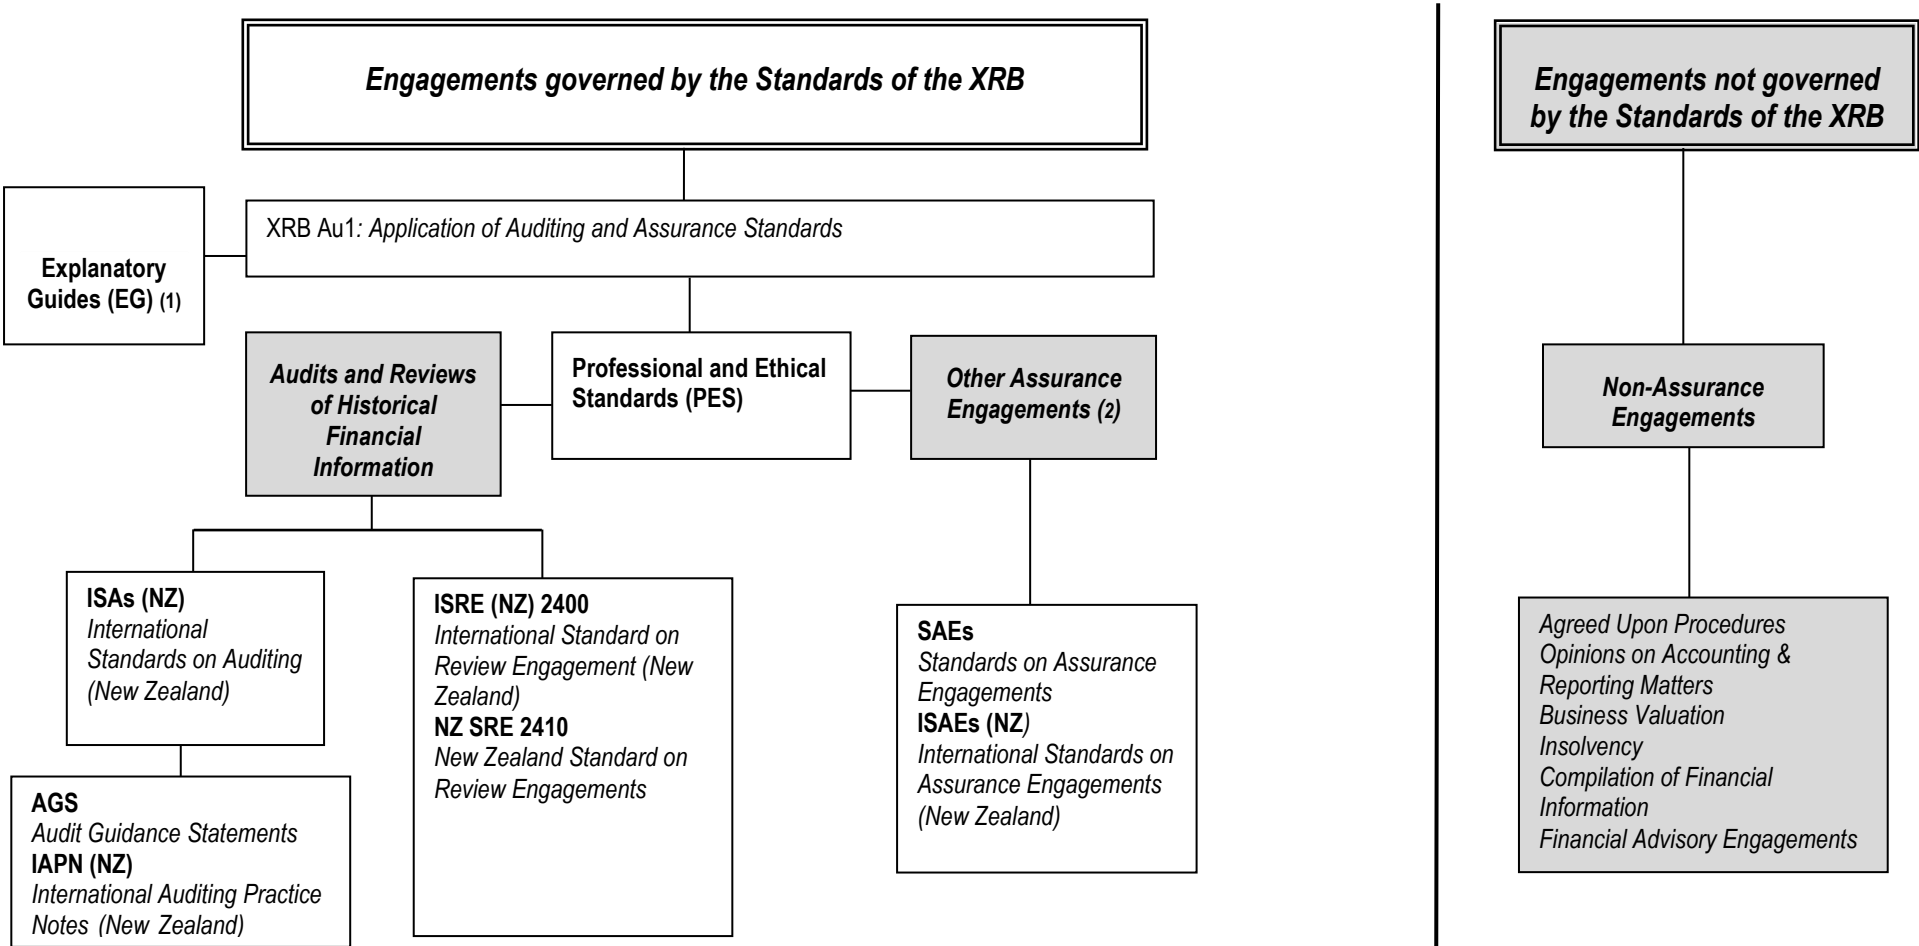 Engagements governed by the Standards of the XRB
Engagements not governed
by the Standards of the XRB
XRB Au1: Application of Auditing and Assurance Standards
Explanatory
Guides (EG) (1)
Audits and Reviews
of Historical
Financial
Information
Professional and Ethical
Standards (PES)
Other Assurance
Engagements (2)
Non-Assurance
Engagements
ISAs (NZ)
International
Standards on Auditing
(New Zealand)
ISRE (NZ) 2400
International Standard on
Review Engagement (New
Zealand)
NZ SRE 2410
New Zealand Standard on
Review Engagements
SAEs
Standards on Assurance
Engagements
ISAEs (NZ)
International Standards on
Assurance Engagements
(New Zealand)
Agreed Upon Procedures
Opinions on Accounting &
Reporting Matters
Business Valuation
Insolvency
Compilation of Financial
Information
Financial Advisory Engagements
AGS
Audit Guidance Statements
IAPN (NZ)
International Auditing Practice
Notes (New Zealand)